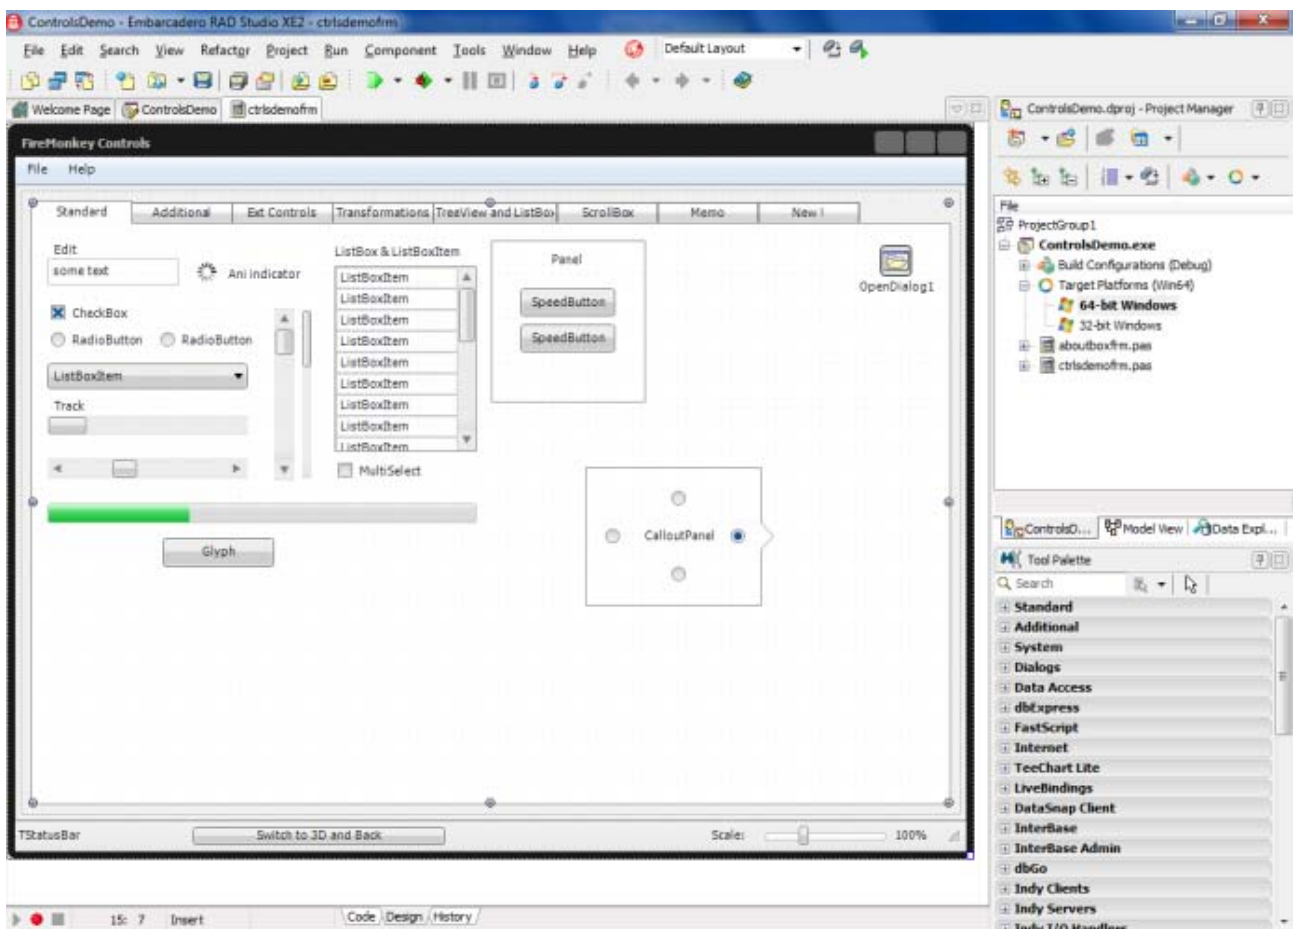 ControlsDemo - Embarcadero RAD Studio XE2 - ctrlsdemofrm
File Edit Search View Refactor Project Run Component Tools Window Help Default Layout
Welcome Page ControlsDemo ctrlsdemofrm
FireMonkey Controls
File Help
Standard Additional Ext Controls Transformations TreeView and ListBox ScrollBox Memo New I
Edit
some text
Ani indicator
CheckBox
RadioButton RadioButton
ListBoxItem
Track
Glyph
ListBox & ListBoxItem
ListBoxItem
ListBoxItem
ListBoxItem
ListBoxItem
ListBoxItem
ListBoxItem
ListBoxItem
ListBoxItem
ListBoxItem
MultiSelect
Panel
SpeedButton
SpeedButton
OpenDialog1
CalloutPanel
TStatusBar Switch to 3D and Back Scale: 100%
15: 7 Insert Code Design History
ControlsDemo.dproj - Project Manager
File
ProjectGroup1
ControlsDemo.exe
Build Configurations (Debug)
Target Platforms (Win64)
64-bit Windows
32-bit Windows
aboutboxfrm.pas
ctrlsdemofrm.pas
ControlsD... Model View Data Expl...
Tool Palette
Search
Standard
Additional
System
Dialogs
Data Access
dbExpress
FastScript
Internet
TeeChart Lite
LiveBindings
DataSnap Client
InterBase
InterBase Admin
dbGo
Indy Clients
Indy Servers
Indy I/O Handlers